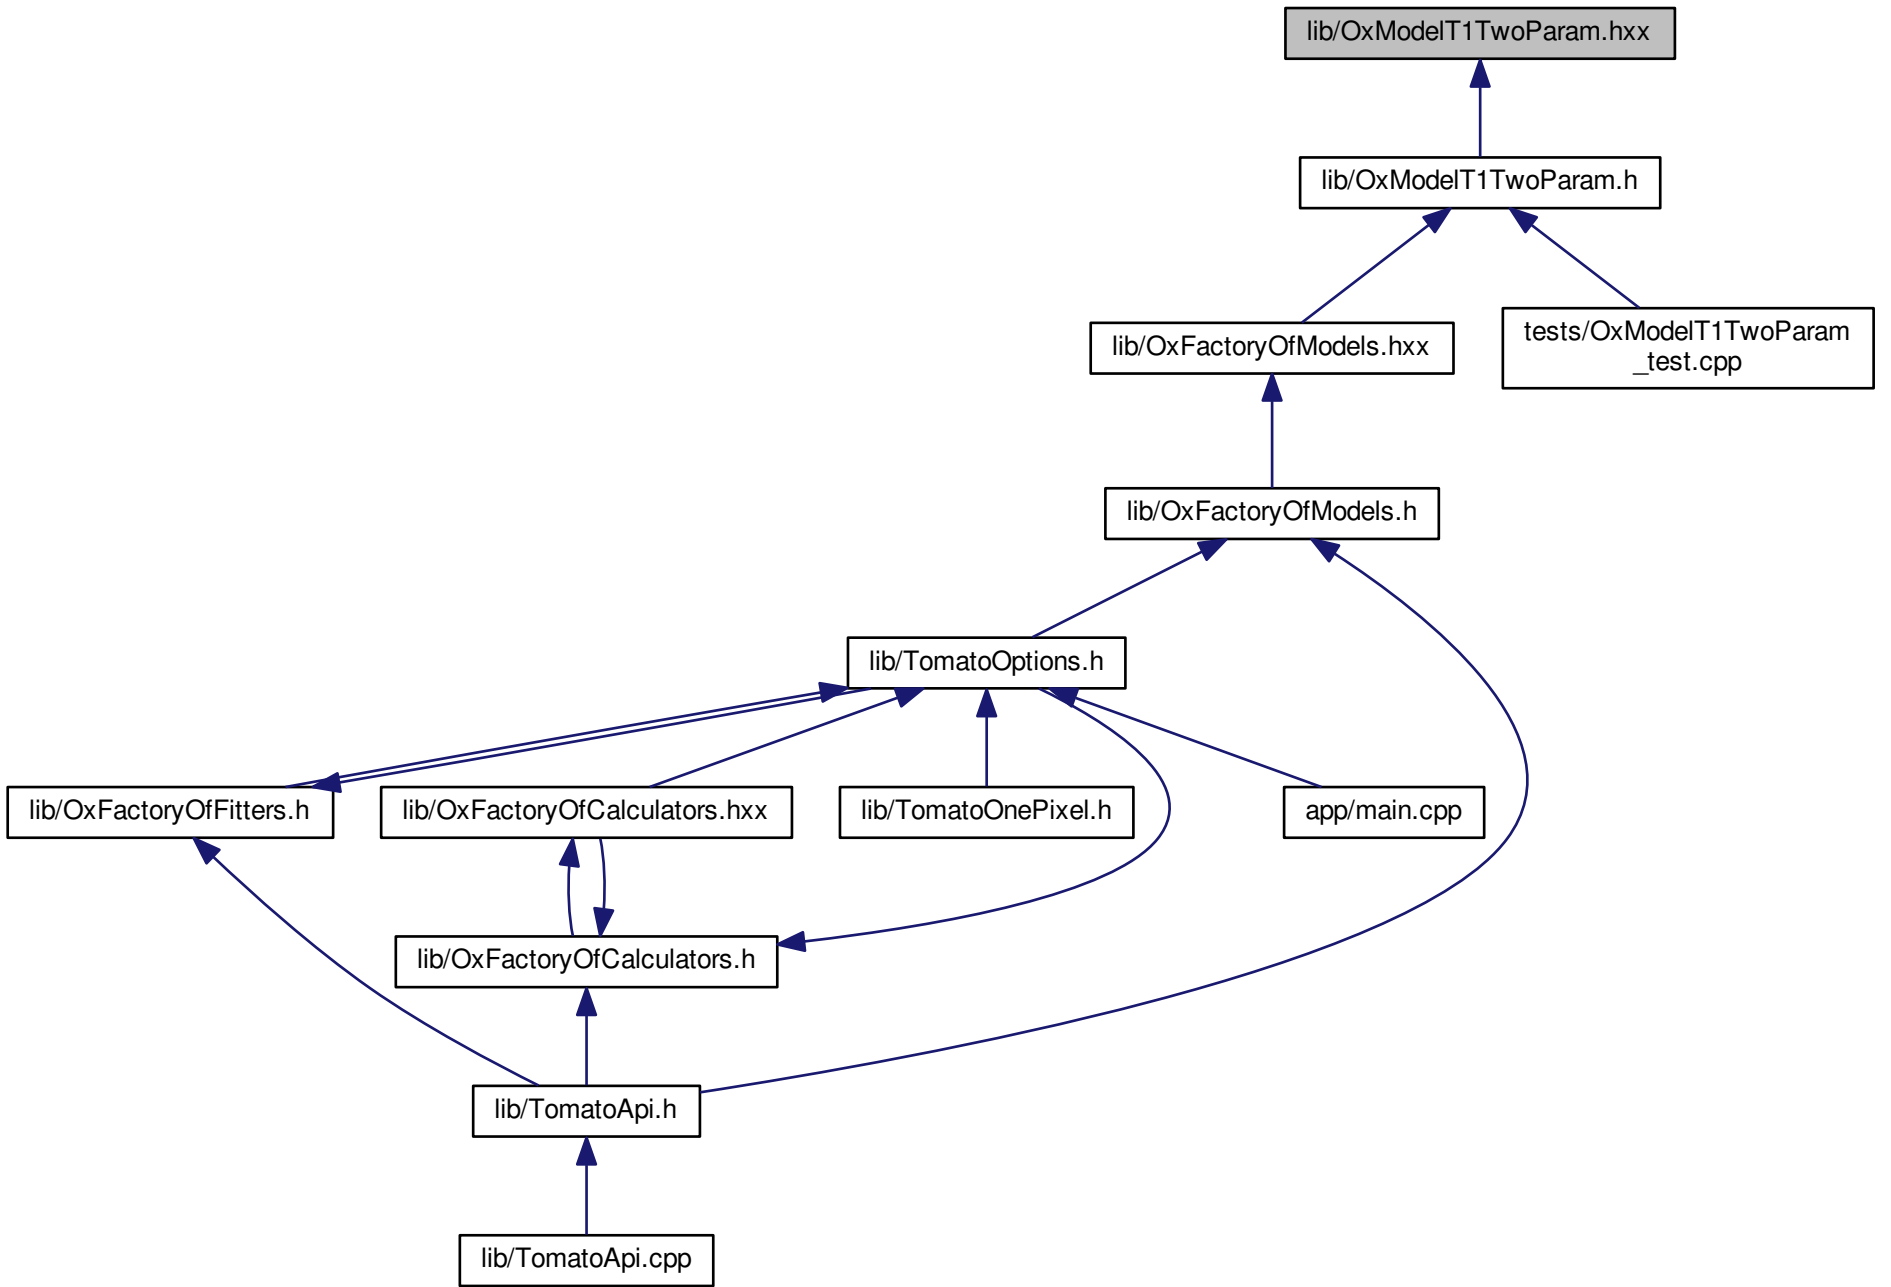 lib/OxModelT1TwoParam.hxx
lib/OxModelT1TwoParam.h
lib/OxFactoryOfModels.hxx
tests/OxModelT1TwoParam
_test.cpp
lib/OxFactoryOfModels.h
lib/TomatoOptions.h
lib/OxFactoryOfFitters.h
lib/OxFactoryOfCalculators.hxx
lib/TomatoOnePixel.h
app/main.cpp
lib/OxFactoryOfCalculators.h
lib/TomatoApi.h
lib/TomatoApi.cpp